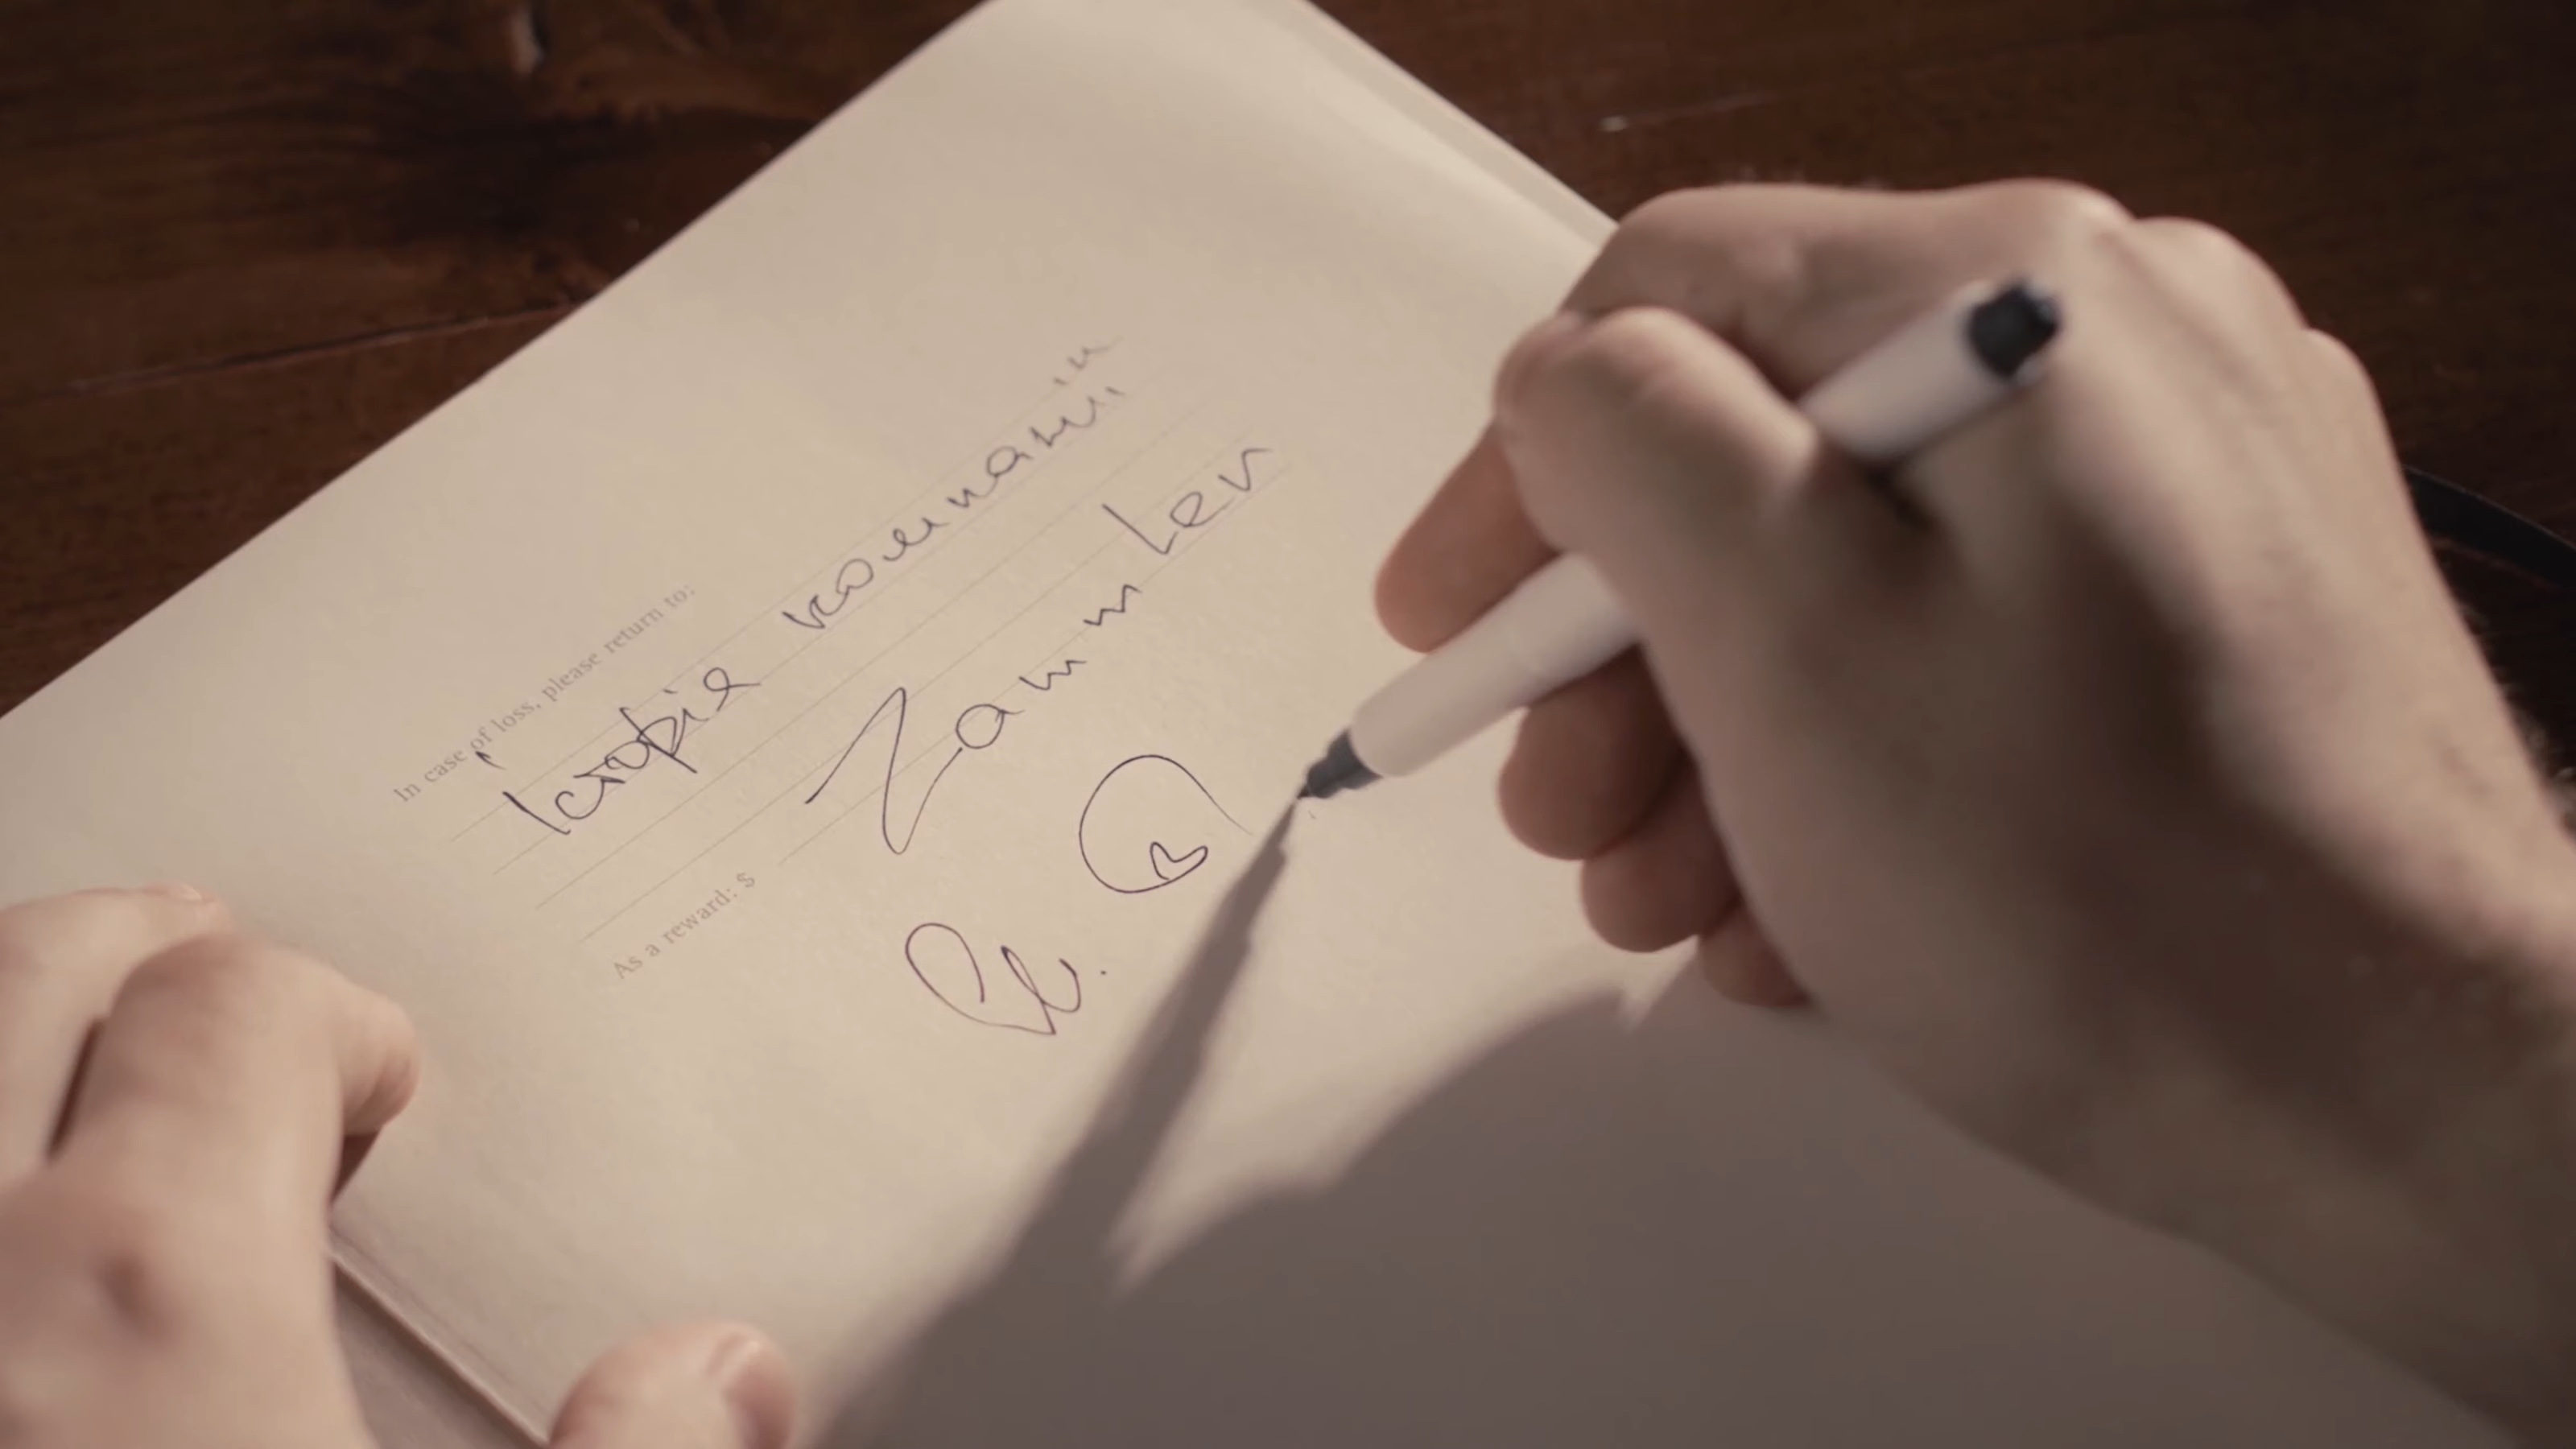 In case of loss, please return to:
Історія компанії
As a reward: $
Zammler